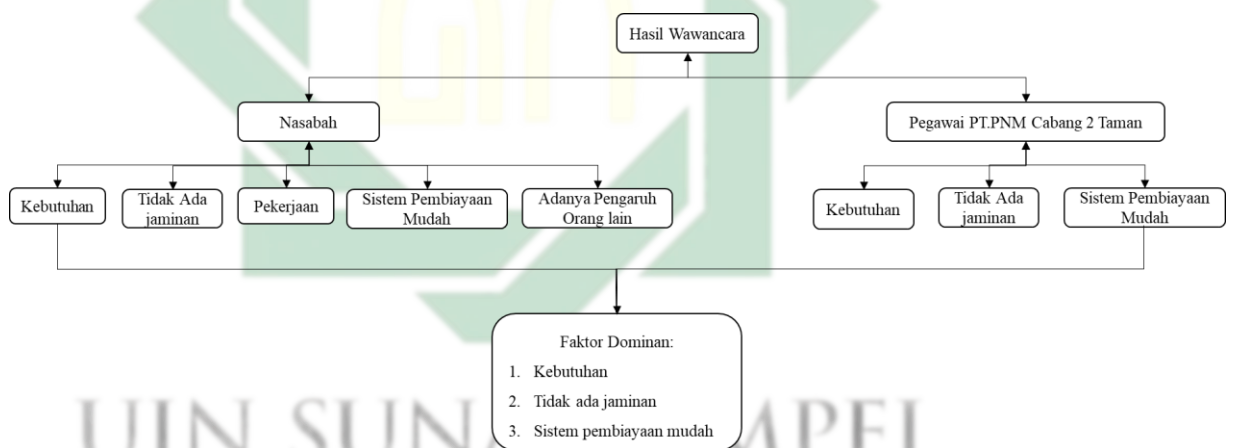 Hasil Wawancara
Nasabah
Pegawai PT.PNM Cabang 2 Taman
Kebutuhan
Tidak Ada
jaminan
Pekerjaan
Sistem Pembiayaan
Mudah
Adanya Pengaruh
Orang lain
Kebutuhan
Tidak Ada
jaminan
Sistem Pembiayaan
Mudah
Faktor Dominan:
1. Kebutuhan
2. Tidak ada jaminan
3. Sistem pembiayaan mudah
UIN